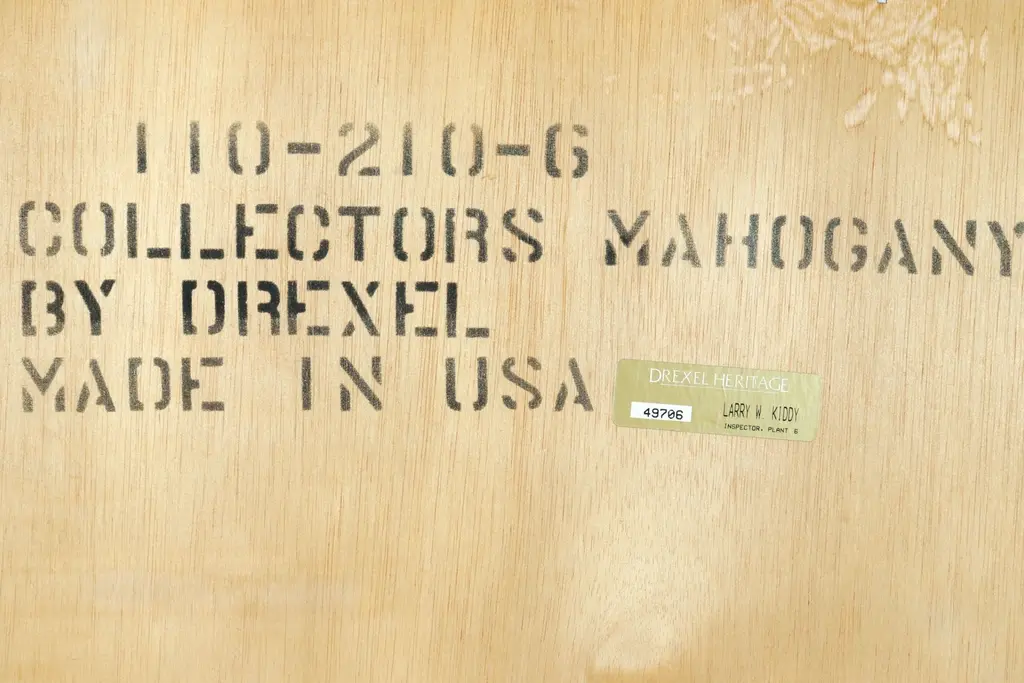 110-210-6
COLLECTORS MAHOGANY
BY DREXEL
MADE IN USA
DREXEL HERITAGE
49706
LARRY W. KIDDY
INSPECTOR, PLANT 6